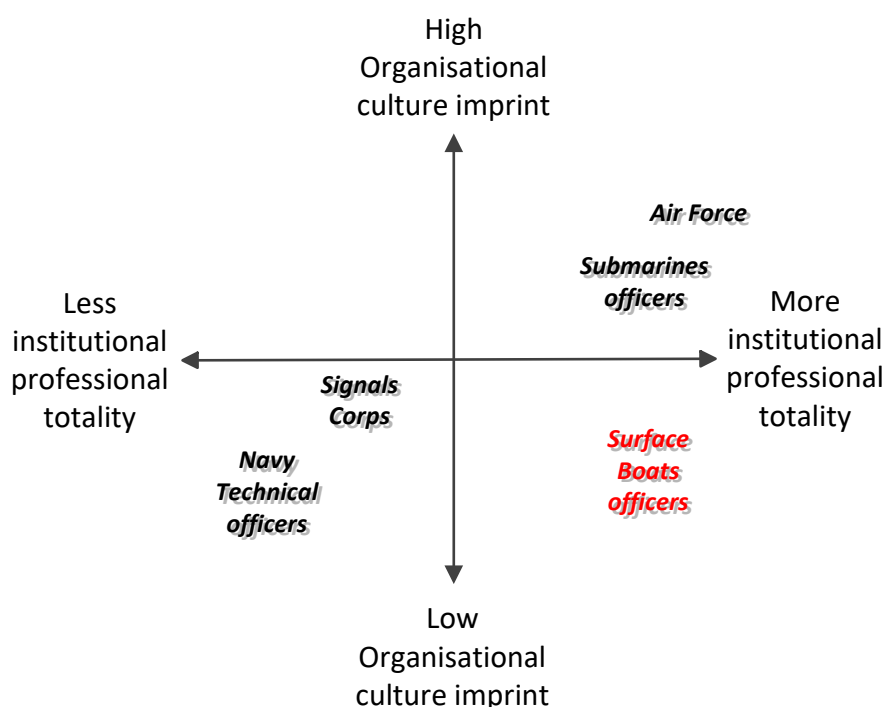 High
Organisational
culture imprint
Air Force
Submarines
officers
Less
institutional
professional
totality
More
institutional
professional
totality
Signals
Corps
Surface
Boats
officers
Navy
Technical
officers
Low
Organisational
culture imprint